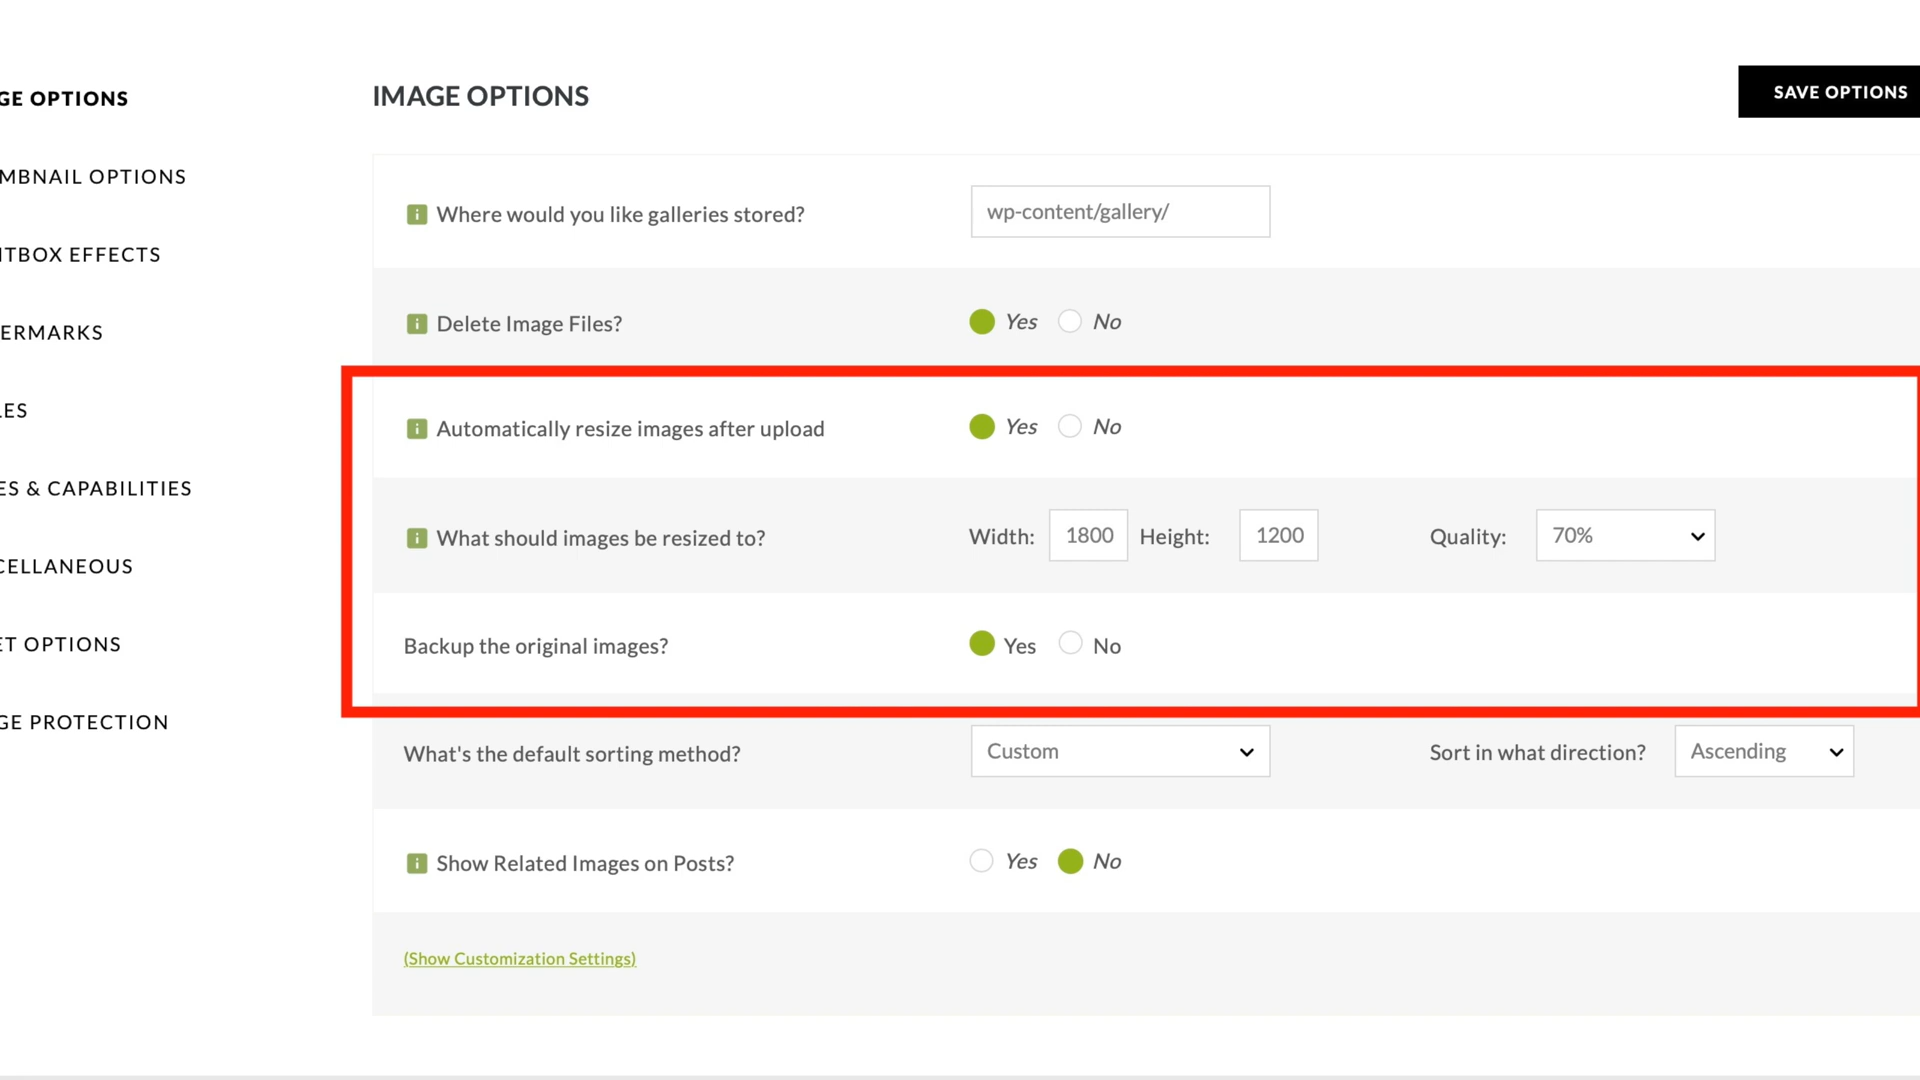 GE OPTIONS
MBNAIL OPTIONS
TBOX EFFECTS
ERMARKS
LES
ES & CAPABILITIES
CELLANEOUS
ET OPTIONS
GE PROTECTION
IMAGE OPTIONS
SAVE OPTIONS
Where would you like galleries stored? wp-content/gallery/
Delete Image Files? Yes No
Automatically resize images after upload Yes No
What should images be resized to? Width: 1800 Height: 1200 Quality: 70%
Backup the original images? Yes No
What's the default sorting method? Custom Sort in what direction? Ascending
Show Related Images on Posts? Yes No
(Show Customization Settings)